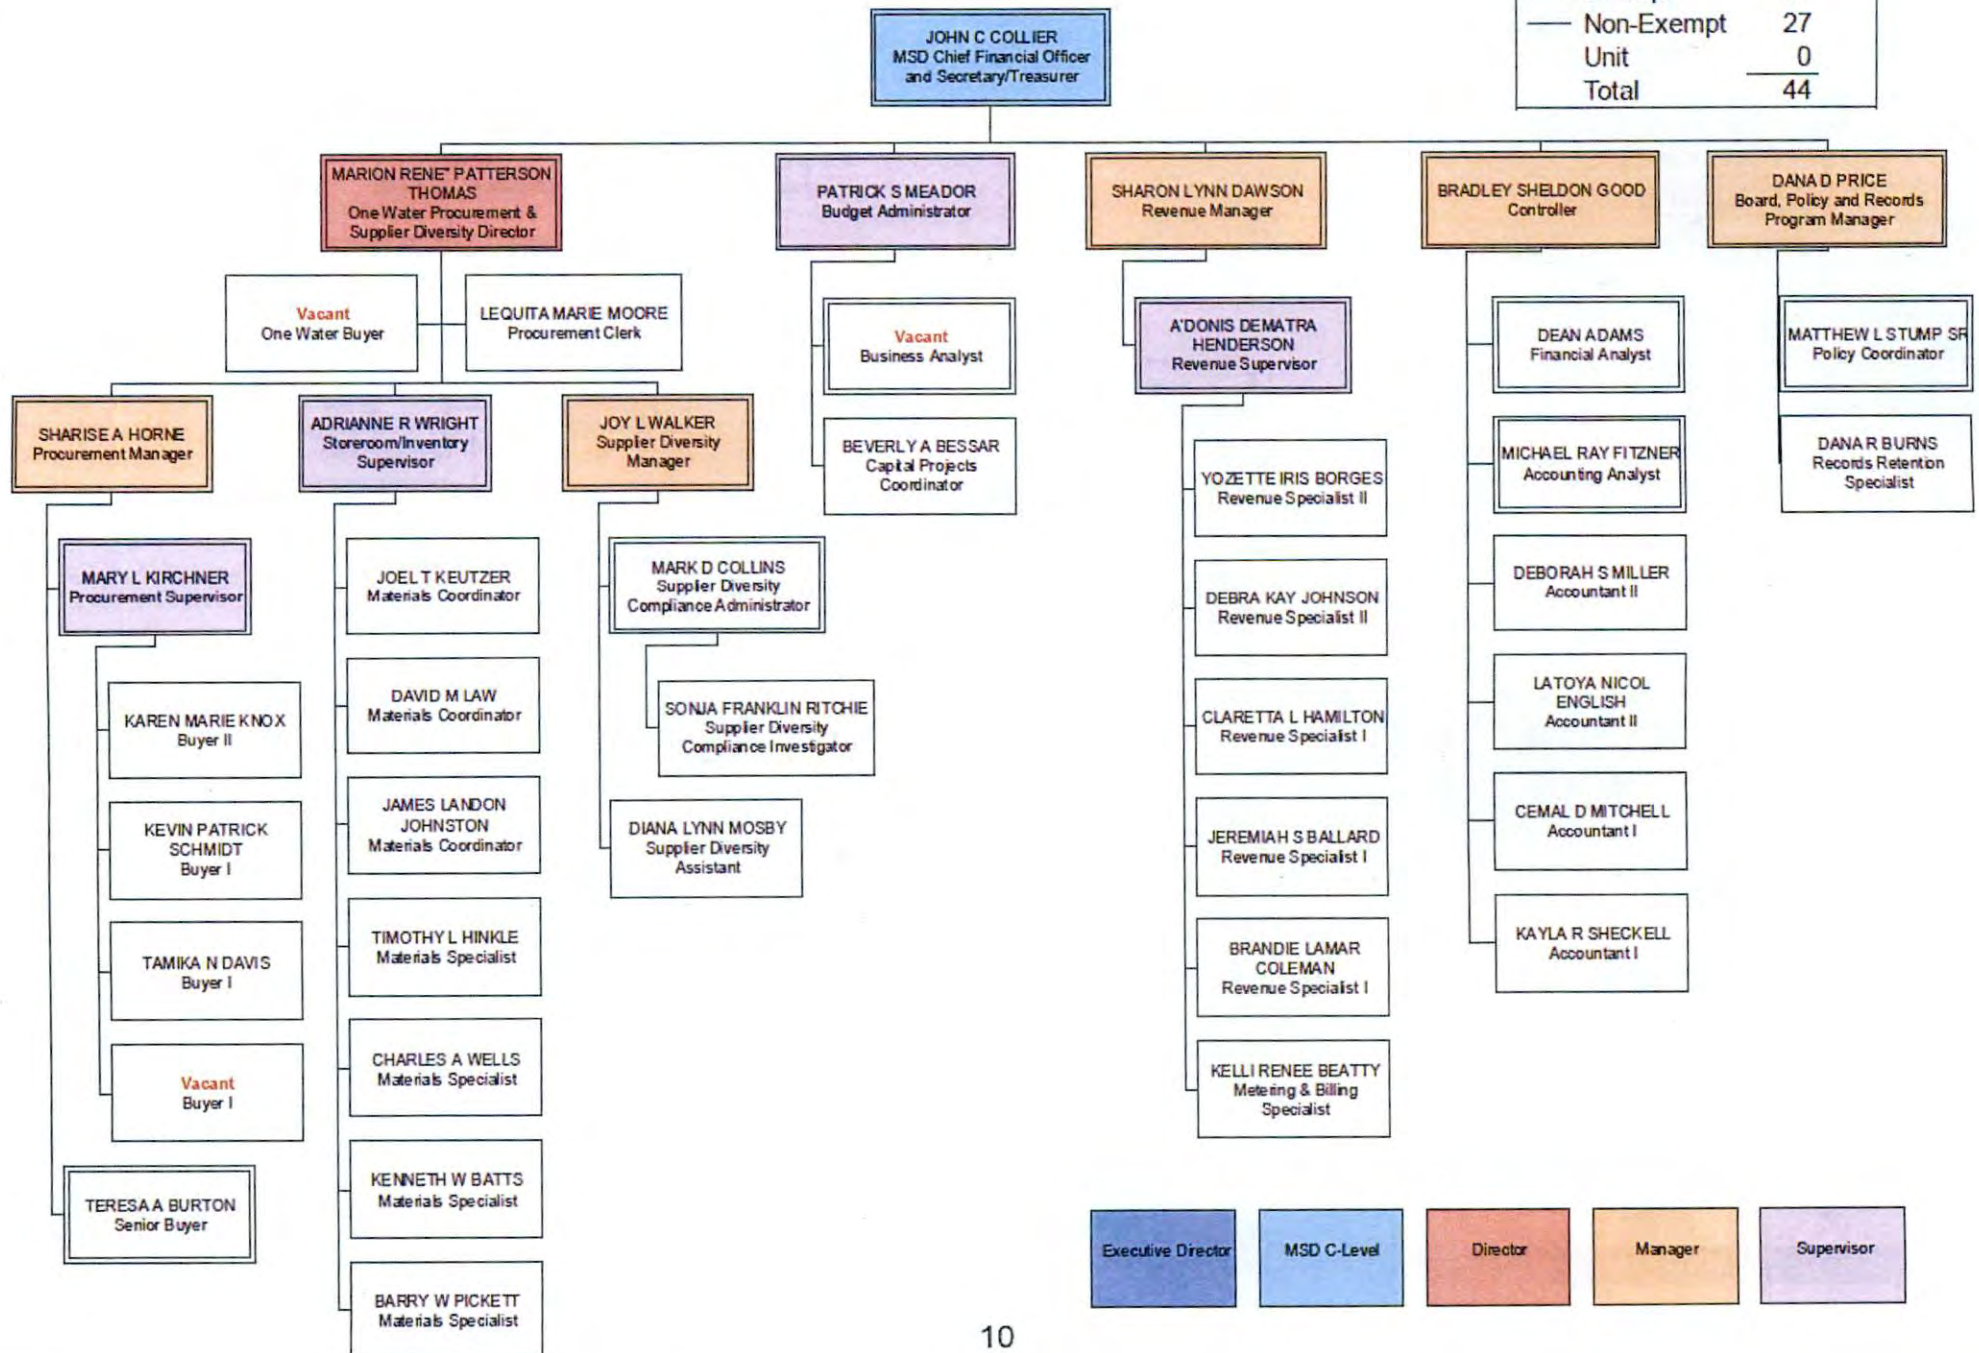 Non-Exempt 27
Unit 0
Total 44
JOHN C COLLIER
MSD Chief Financial Officer
and Secretary/Treasurer
MARION RENE" PATTERSON
THOMAS
One Water Procurement &
Supplier Diversity Director
PATRICK S MEADOR
Budget Administrator
SHARON LYNN DAWSON
Revenue Manager
BRADLEY SHELDON GOOD
Controller
DANA D PRICE
Board, Policy and Records
Program Manager
Vacant
One Water Buyer
LEQUITA MARIE MOORE
Procurement Clerk
SHARISE A HORNE
Procurement Manager
ADRIANNE R WRIGHT
Storeroom/Inventory
Supervisor
JOY L WALKER
Supplier Diversity
Manager
MARY L KIRCHNER
Procurement Supervisor
KAREN MARIE KNOX
Buyer II
KEVIN PATRICK
SCHMIDT
Buyer I
TAMIKA N DAVIS
Buyer I
Vacant
Buyer I
TERESA A BURTON
Senior Buyer
JOEL T KEUTZER
Materials Coordinator
DAVID M LAW
Materials Coordinator
JAMES LANDON
JOHNSTON
Materials Coordinator
TIMOTHY L HINKLE
Materials Specialist
CHARLES A WELLS
Materials Specialist
KENNETH W BATTS
Materials Specialist
BARRY W PICKETT
Materials Specialist
MARK D COLLINS
Supplier Diversity
Compliance Administrator
SONJA FRANKLIN RITCHIE
Supplier Diversity
Compliance Investigator
DIANA LYNN MOSBY
Supplier Diversity
Assistant
Vacant
Business Analyst
BEVERLY A BESSAR
Capital Projects
Coordinator
A'DONIS DEMATRA
HENDERSON
Revenue Supervisor
YOZETTE IRIS BORGES
Revenue Specialist II
DEBRA KAY JOHNSON
Revenue Specialist II
CLARETTA L HAMILTON
Revenue Specialist I
JEREMIAH S BALLARD
Revenue Specialist I
BRANDIE LAMAR
COLEMAN
Revenue Specialist I
KELLI RENEE BEATTY
Metering & Billing
Specialist
DEAN ADAMS
Financial Analyst
MICHAEL RAY FITZNER
Accounting Analyst
DEBORAH S MILLER
Accountant II
LATOYA NICOL
ENGLISH
Accountant II
CEMAL D MITCHELL
Accountant I
KAYLA R SHECKELL
Accountant I
MATTHEW L STUMP SR
Policy Coordinator
DANA R BURNS
Records Retention
Specialist
Executive Director
MSD C-Level
Director
Manager
Supervisor
10